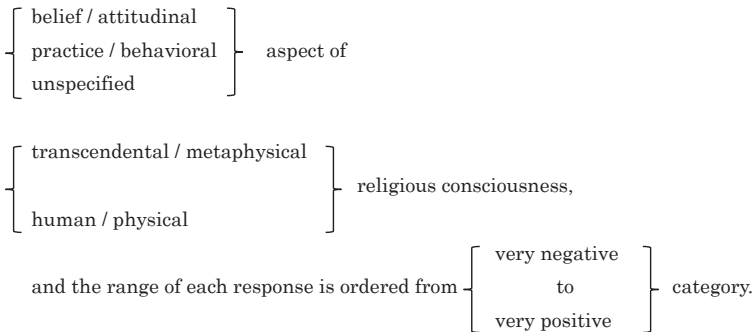 belief / attitudinal
practice / behavioral aspect of
unspecified
transcendental / metaphysical
religious consciousness,
human / physical
very negative
and the range of each response is ordered from to category.
very positive